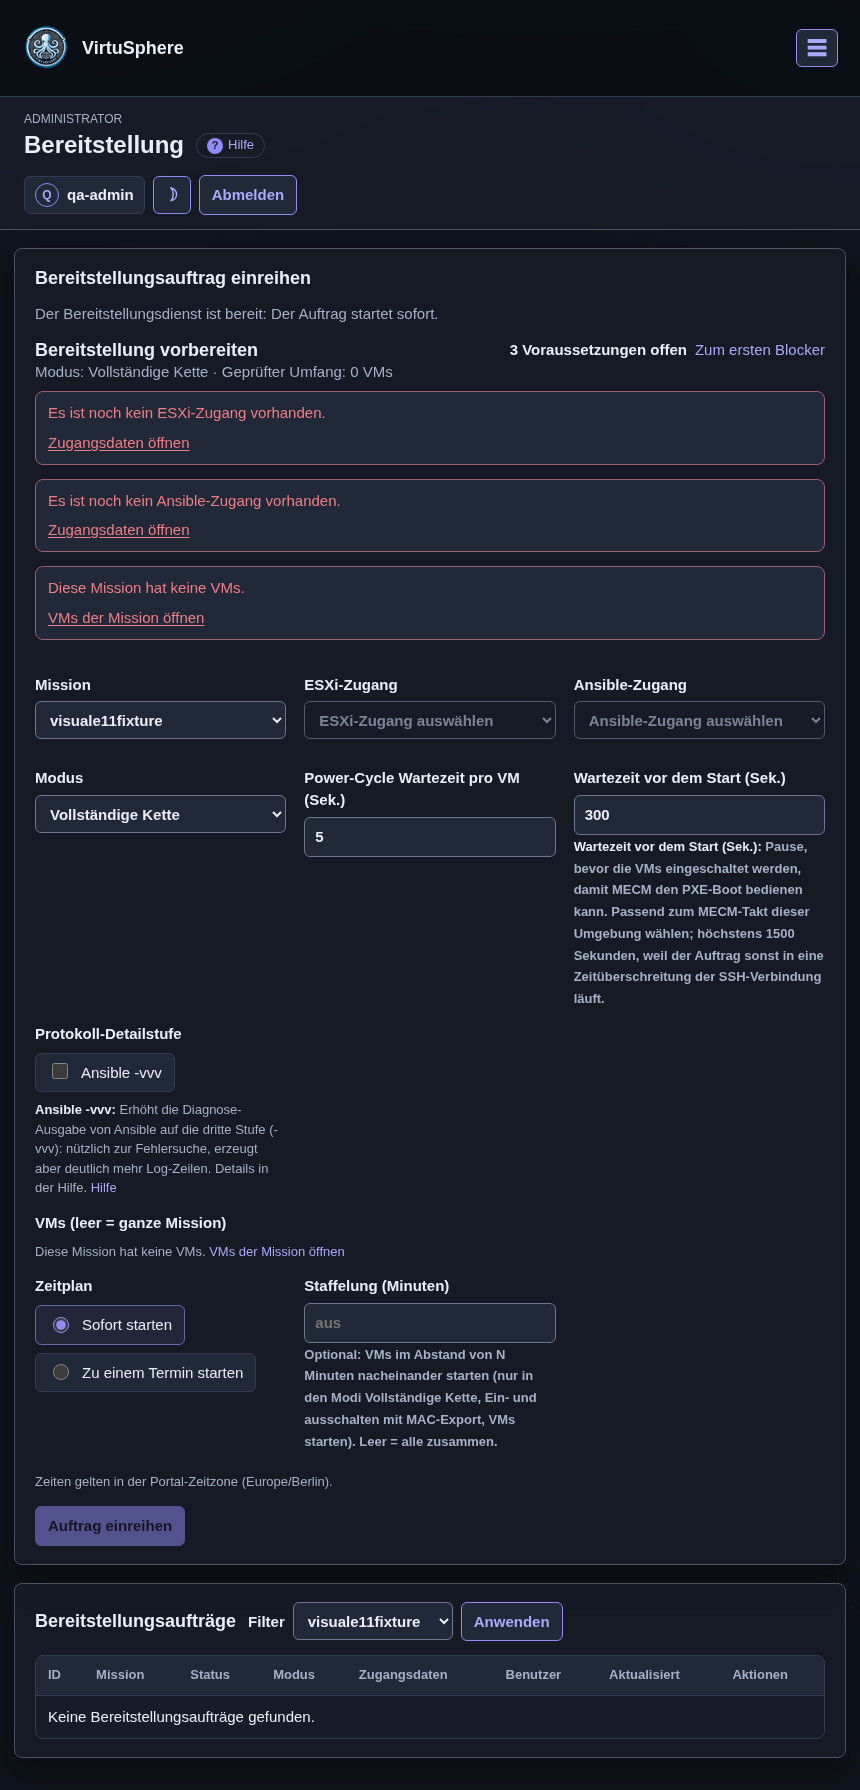 VirtuSphere
ADMINISTRATOR
Bereitstellung
? Hilfe
Q qa-admin
Abmelden
Bereitstellungsauftrag einreihen
Der Bereitstellungsdienst ist bereit: Der Auftrag startet sofort.
Bereitstellung vorbereiten
3 Voraussetzungen offen Zum ersten Blocker
Modus: Vollständige Kette · Geprüfter Umfang: 0 VMs
Es ist noch kein ESXi-Zugang vorhanden.
Zugangsdaten öffnen
Es ist noch kein Ansible-Zugang vorhanden.
Zugangsdaten öffnen
Diese Mission hat keine VMs.
VMs der Mission öffnen
Mission
visuale11fixture
ESXi-Zugang
ESXi-Zugang auswählen
Ansible-Zugang
Ansible-Zugang auswählen
Modus
Vollständige Kette
Power-Cycle Wartezeit pro VM
(Sek.)
5
Wartezeit vor dem Start (Sek.)
300
Wartezeit vor dem Start (Sek.): Pause,
bevor die VMs eingeschaltet werden,
damit MECM den PXE-Boot bedienen
kann. Passend zum MECM-Takt dieser
Umgebung wählen; höchstens 1500
Sekunden, weil der Auftrag sonst in eine
Zeitüberschreitung der SSH-Verbindung
läuft.
Protokoll-Detailstufe
Ansible -vvv
Ansible -vvv: Erhöht die Diagnose-
Ausgabe von Ansible auf die dritte Stufe (-
vvv): nützlich zur Fehlersuche, erzeugt
aber deutlich mehr Log-Zeilen. Details in
der Hilfe. Hilfe
VMs (leer = ganze Mission)
Diese Mission hat keine VMs. VMs der Mission öffnen
Zeitplan
Sofort starten
Zu einem Termin starten
Staffelung (Minuten)
aus
Optional: VMs im Abstand von N
Minuten nacheinander starten (nur in
den Modi Vollständige Kette, Ein- und
ausschalten mit MAC-Export, VMs
starten). Leer = alle zusammen.
Zeiten gelten in der Portal-Zeitzone (Europe/Berlin).
Auftrag einreihen
Bereitstellungsaufträge Filter visuale11fixture Anwenden
ID Mission Status Modus Zugangsdaten Benutzer Aktualisiert Aktionen
Keine Bereitstellungsaufträge gefunden.